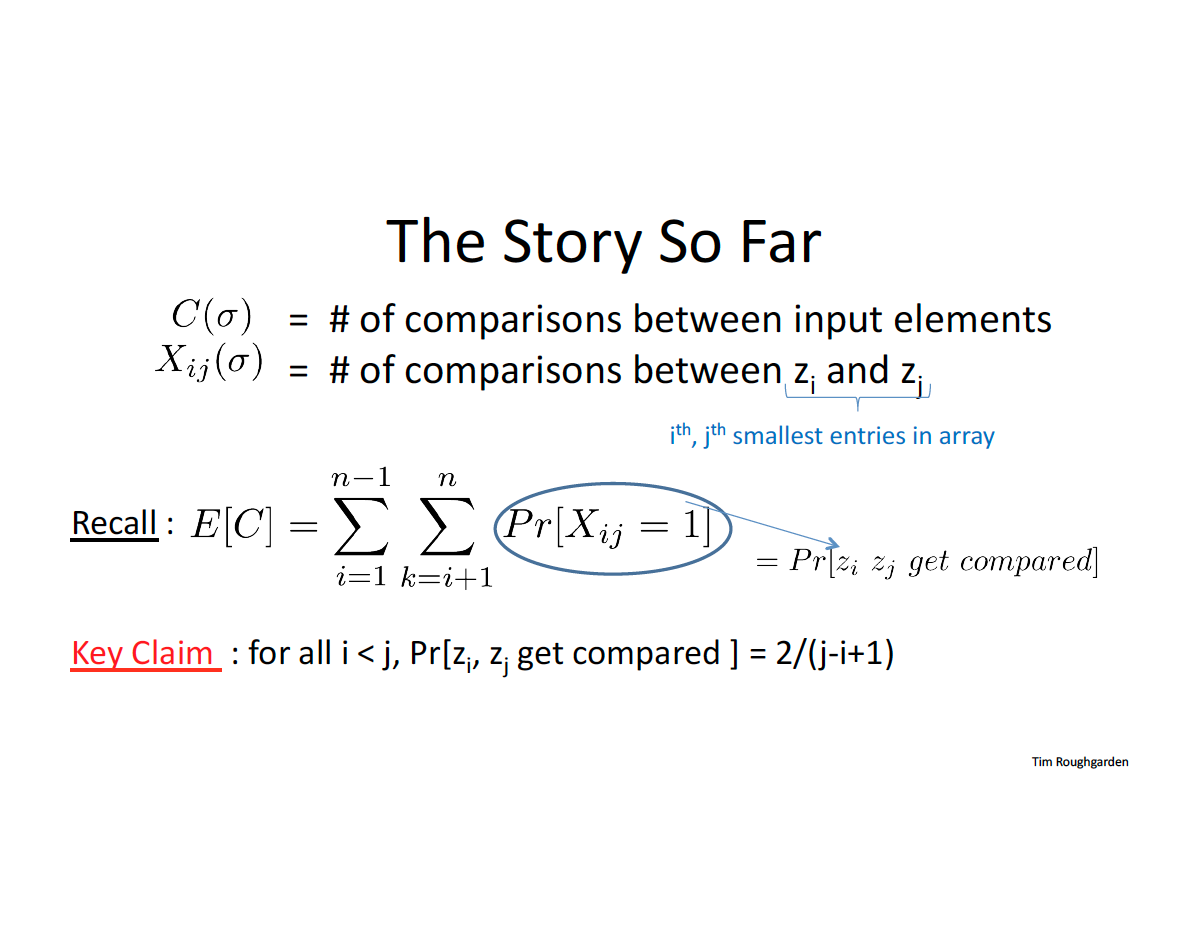 The Story So Far
C(σ) = # of comparisons between input elements
X_{ij}(σ) = # of comparisons between z_i and z_j
i^{th}, j^{th} smallest entries in array
Recall : E[C] = \sum_{i=1}^{n-1} \sum_{k=i+1}^{n} Pr[X_{ij} = 1]
= Pr[z_i z_j get compared]
Key Claim : for all i < j, Pr[z_i, z_j get compared ] = 2/(j-i+1)
Tim Roughgarden